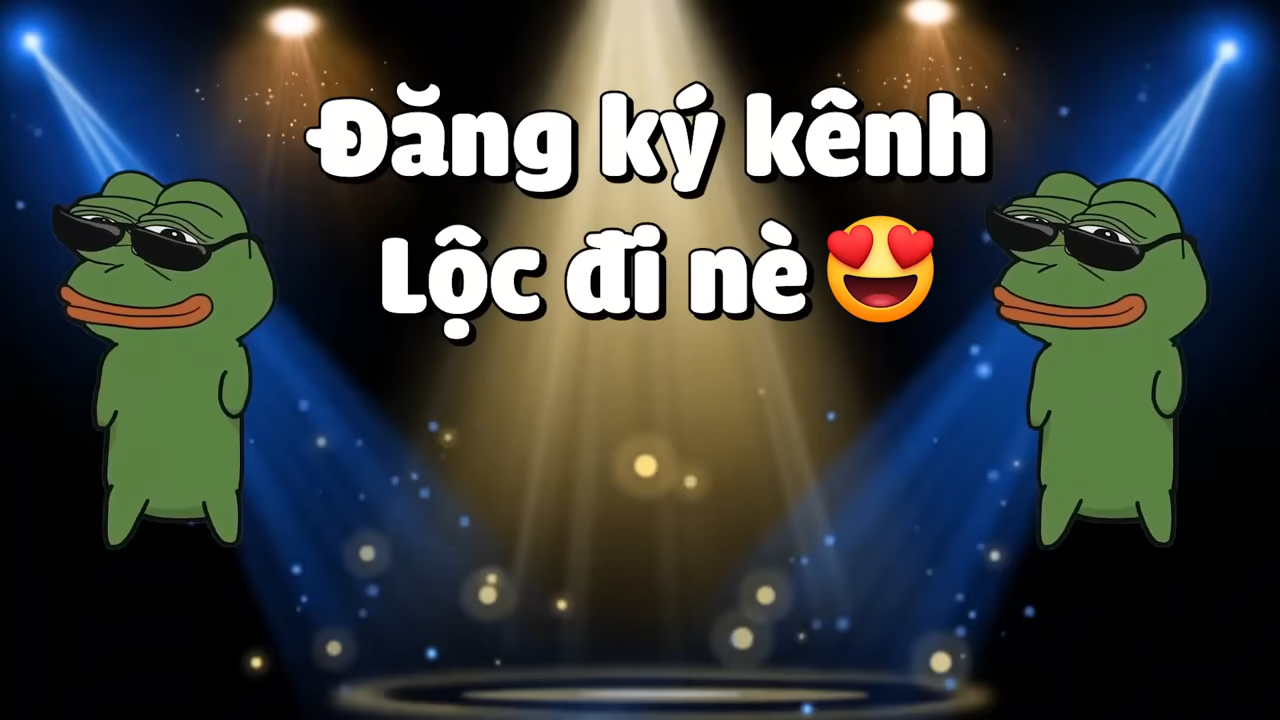 Đăng ký kênh
Lộc đi nè 😍